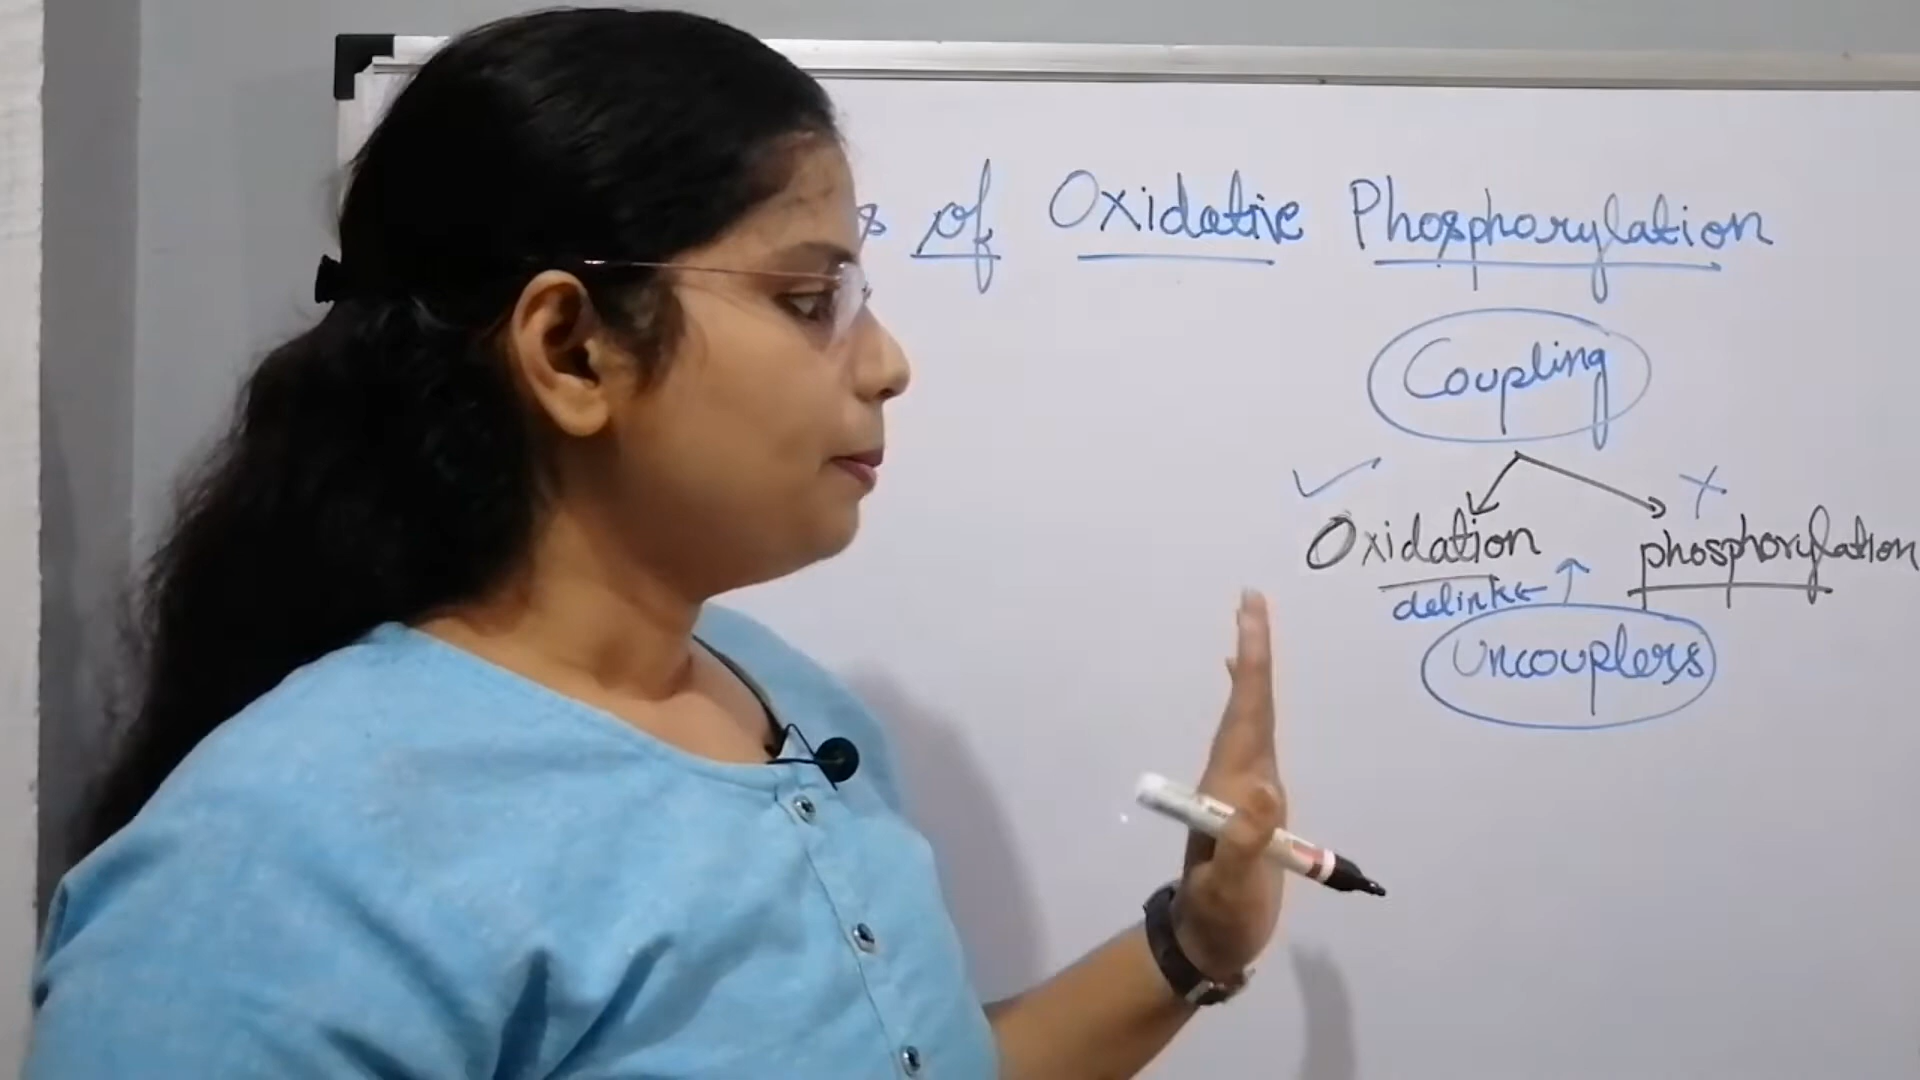 of Oxidative Phosphorylation
Coupling
✓ ×
Oxidation phosphorylation
delink ← ↑
Uncouplers